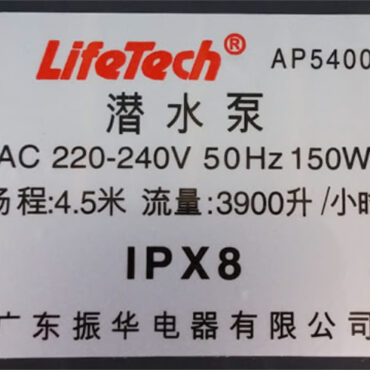 LifeTech® AP5400
潜水泵
AC 220-240V 50Hz 150W
扬程:4.5米 流量:3900升/小时
IPX8
广东振华电器有限公司